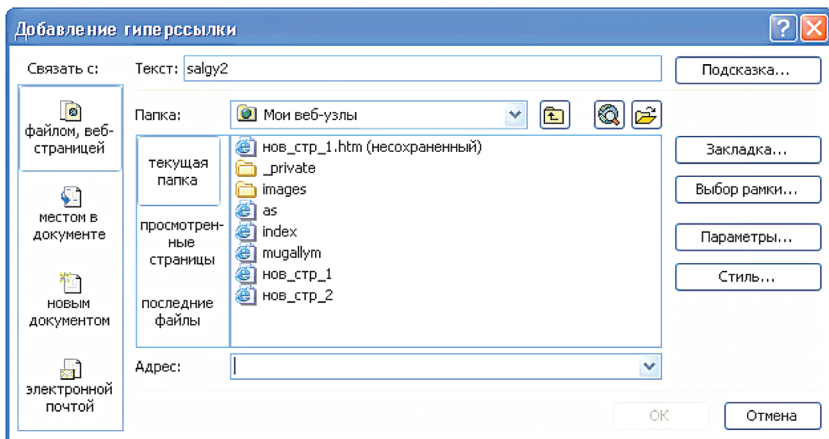 Добавление гиперссылки
Связать с:
Текст: salgy2
Подсказка...
файлом, веб-
страницей
местом в
документе
новым
документом
электронной
почтой
Папка: Мои веб-узлы
текущая
папка
просмотрен-
ные
страницы
последние
файлы
нов_стр_1.htm (несохраненный)
_private
images
as
index
mugallym
нов_стр_1
нов_стр_2
Закладка...
Выбор рамки...
Параметры...
Стиль...
Адрес:
ОК
Отмена